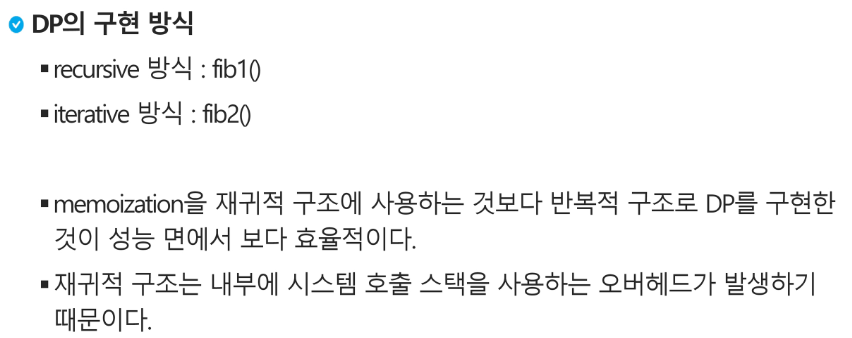 DP의 구현 방식
recursive 방식 : fib1()
iterative 방식 : fib2()
memoization을 재귀적 구조에 사용하는 것보다 반복적 구조로 DP를 구현한
것이 성능 면에서 보다 효율적이다.
재귀적 구조는 내부에 시스템 호출 스택을 사용하는 오버헤드가 발생하기
때문이다.